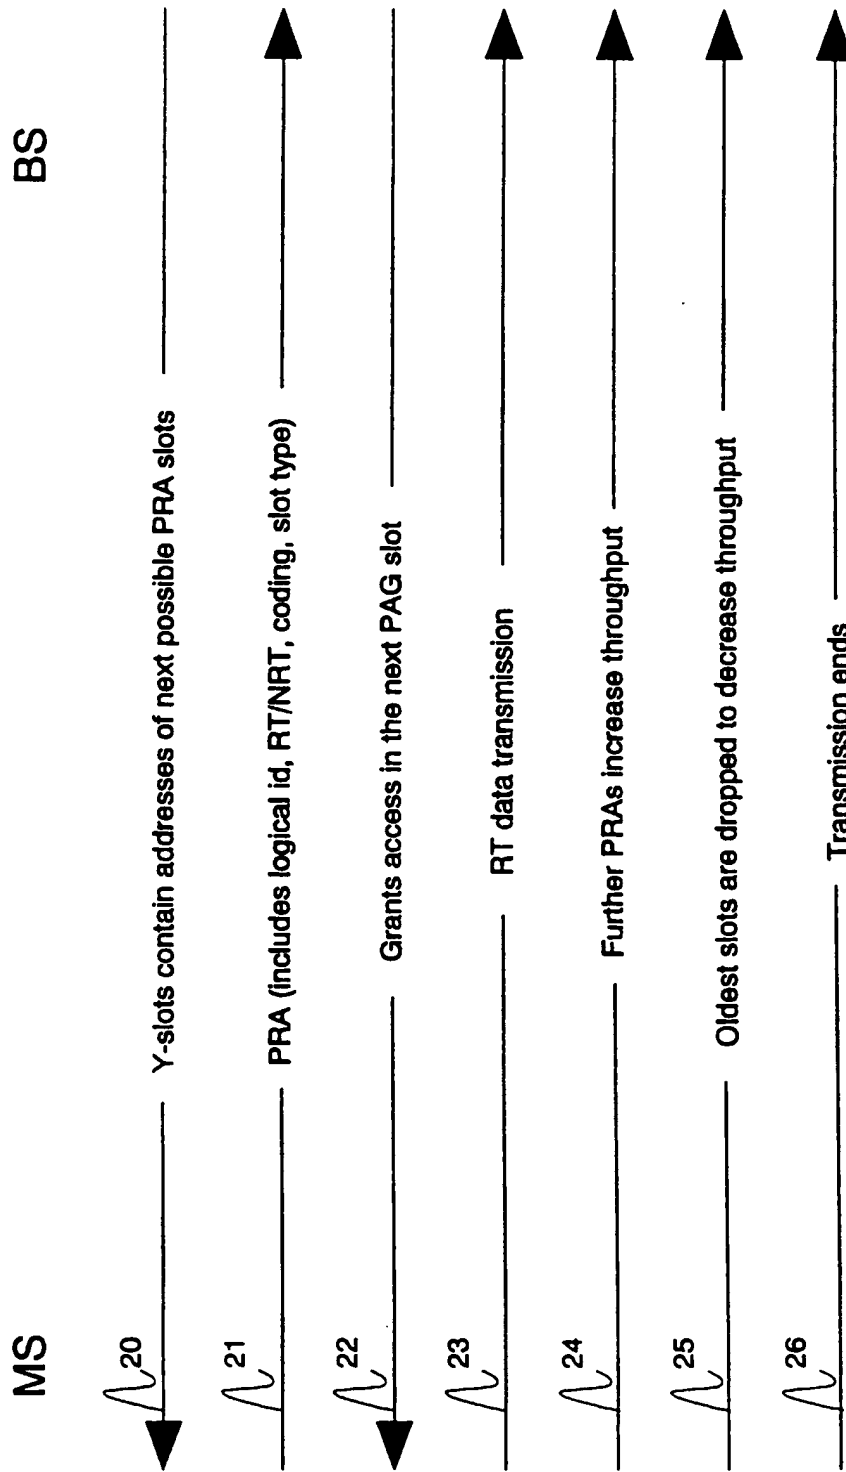 MS BS
20 Y-slots contain addresses of next possible PRA slots
21 PRA (includes logical id, RT/NRT, coding, slot type)
22 Grants access in the next PAG slot
23 RT data transmission
24 Further PRAs increase throughput
25 Oldest slots are dropped to decrease throughput
26 Transmission ends